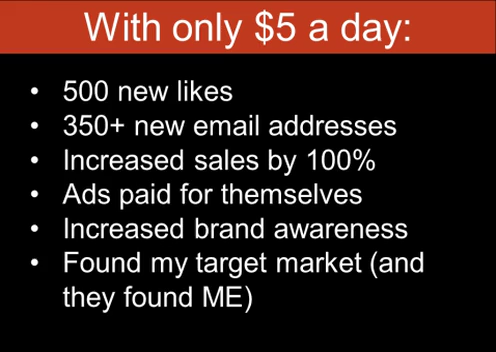 With only $5 a day:
• 500 new likes
• 350+ new email addresses
• Increased sales by 100%
• Ads paid for themselves
• Increased brand awareness
• Found my target market (and
they found ME)